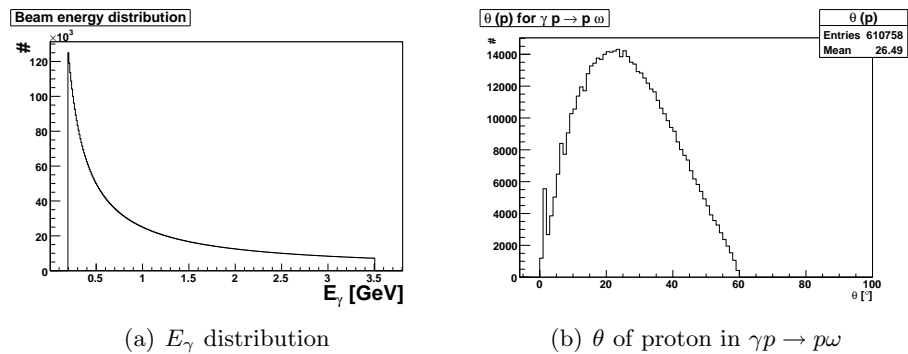 Beam energy distribution
×10³
#
120
100
80
60
40
20
0
0.5 1 1.5 2 2.5 3 3.5
E_γ [GeV]
(a) E_γ distribution
θ (p) for γ p → p ω
θ (p)
Entries 610758
Mean 26.49
#
14000
12000
10000
8000
6000
4000
2000
0
0 20 40 60 80 100
θ [°]
(b) θ of proton in γp → pω